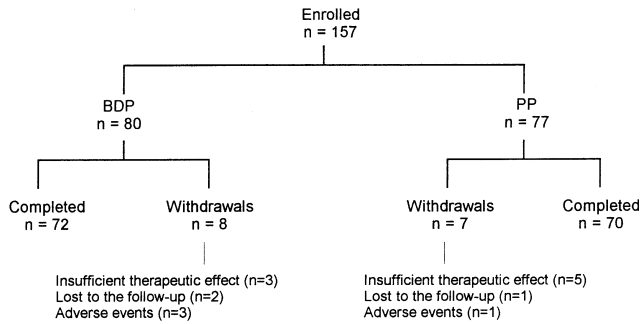 Enrolled
n = 157
BDP
n = 80
PP
n = 77
Completed
n = 72
Withdrawals
n = 8
Withdrawals
n = 7
Completed
n = 70
Insufficient therapeutic effect (n=3)
Lost to the follow-up (n=2)
Adverse events (n=3)
Insufficient therapeutic effect (n=5)
Lost to the follow-up (n=1)
Adverse events (n=1)